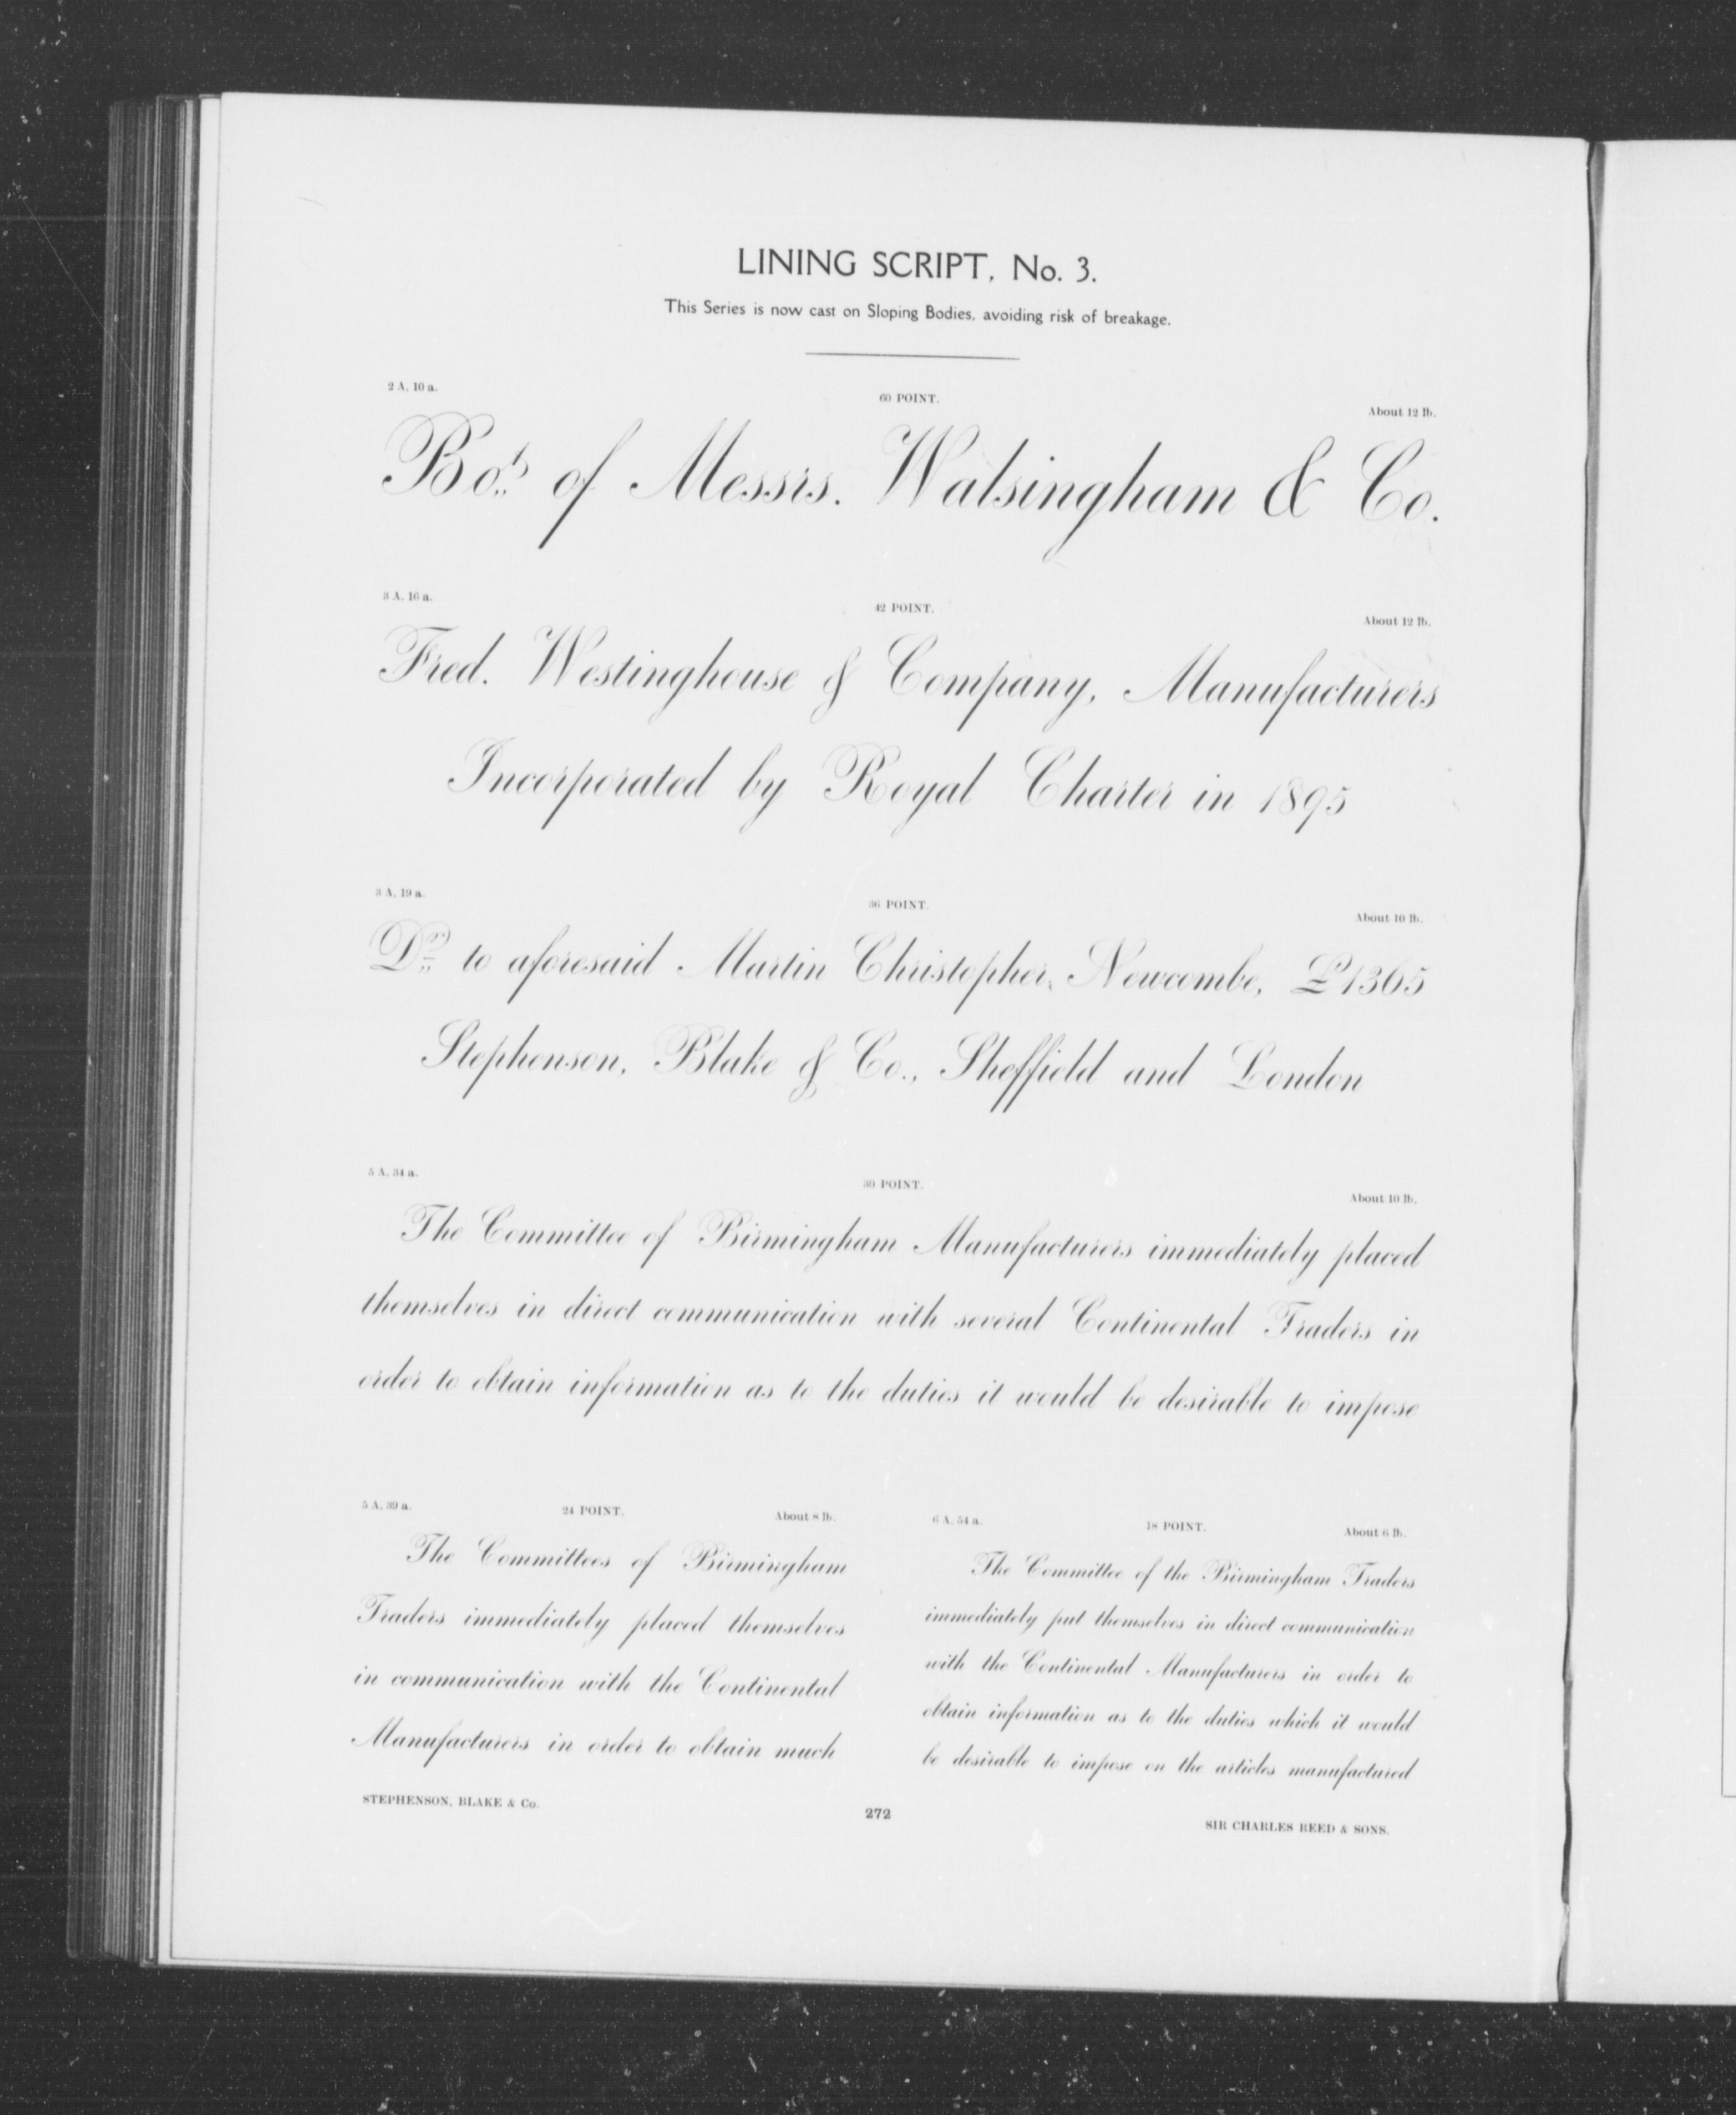 LINING SCRIPT, No. 3.
This Series is now cast on Sloping Bodies, avoiding risk of breakage.
2 A, 10 a. 60 POINT. About 12 lb.
Bot. of Messrs. Walsingham & Co.
3 A, 16 a. 42 POINT. About 12 lb.
Fred. Westinghouse & Company, Manufacturers
Incorporated by Royal Charter in 1895
3 A, 19 a. 36 POINT. About 10 lb.
Dr. to aforesaid Martin Christopher, Newcombe, £1365
Stephenson, Blake & Co., Sheffield and London
5 A, 34 a. 30 POINT. About 10 lb.
The Committee of Birmingham Manufacturers immediately placed
themselves in direct communication with several Continental Traders in
order to obtain information as to the duties it would be desirable to impose
5 A, 39 a. 24 POINT. About 8 lb.
The Committees of Birmingham
Traders immediately placed themselves
in communication with the Continental
Manufacturers in order to obtain much
6 A, 54 a. 18 POINT. About 6 lb.
The Committee of the Birmingham Traders
immediately put themselves in direct communication
with the Continental Manufacturers in order to
obtain information as to the duties which it would
be desirable to impose on the articles manufactured
STEPHENSON, BLAKE & Co. 272 SIR CHARLES REED & SONS.